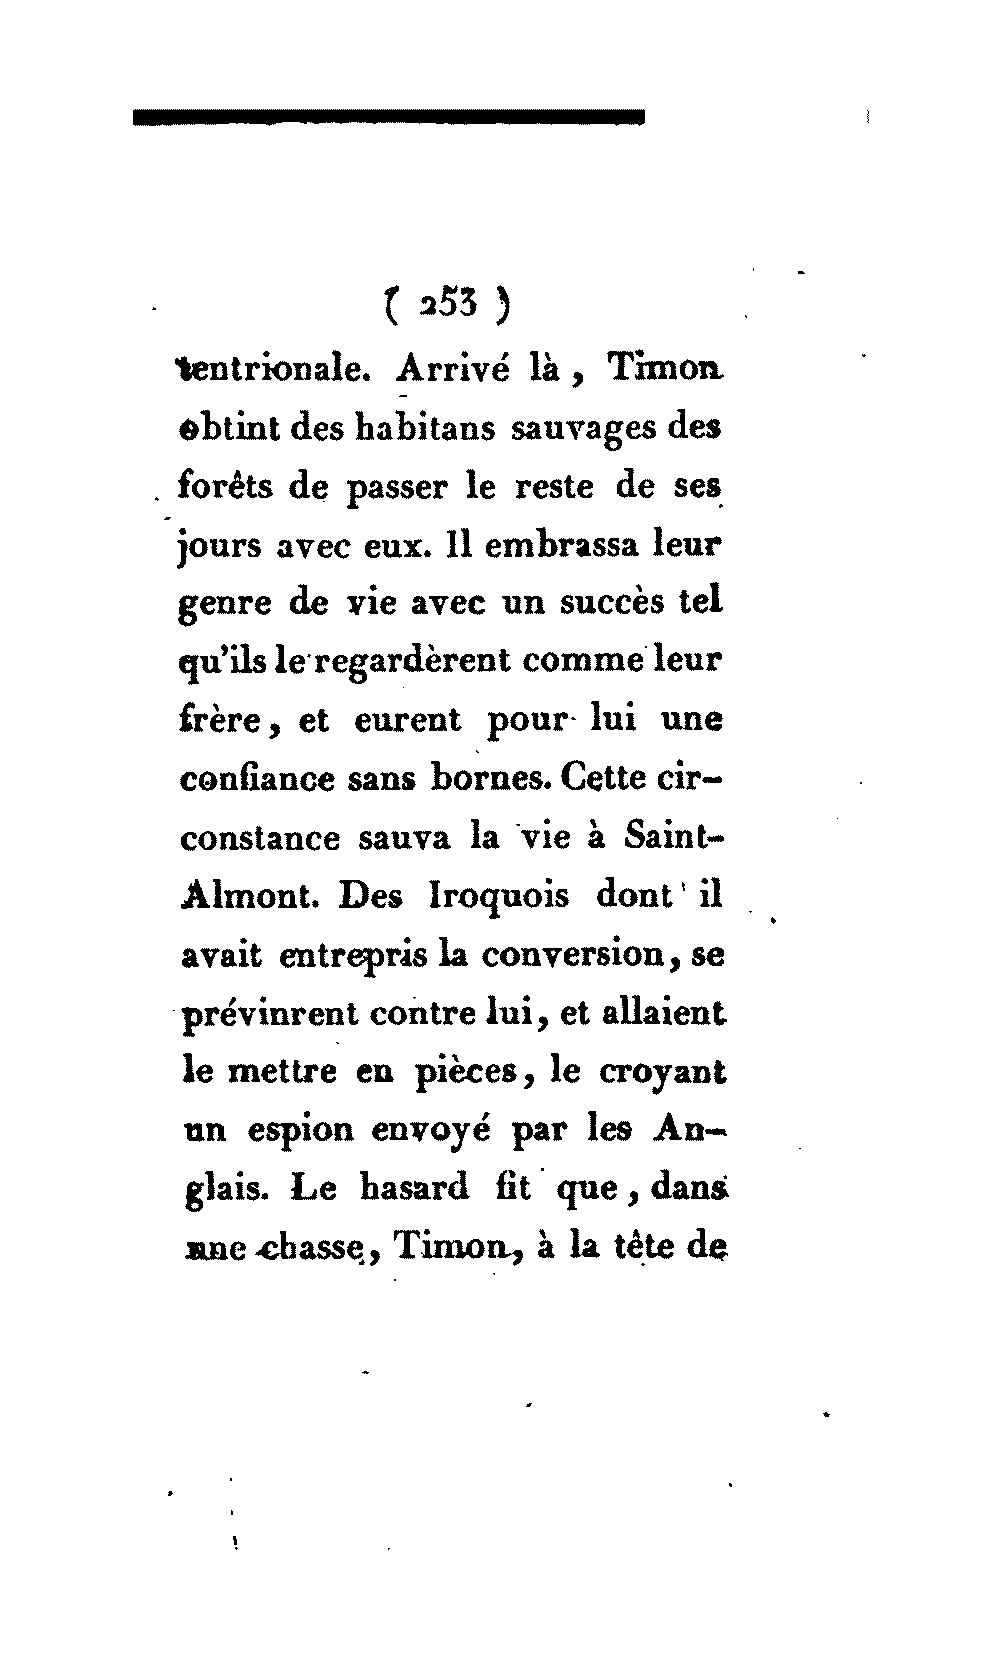 ( 253 )
tentrionale. Arrivé là, Timon
obtint des habitans sauvages des
forêts de passer le reste de ses
jours avec eux. Il embrassa leur
genre de vie avec un succès tel
qu'ils le regardèrent comme leur
frère, et eurent pour lui une
confiance sans bornes. Cette cir-
constance sauva la vie à Saint-
Almont. Des Iroquois dont il
avait entrepris la conversion, se
prévinrent contre lui, et allaient
le mettre en pièces, le croyant
un espion envoyé par les An-
glais. Le hasard fit que, dans
une chasse, Timon, à la tête de